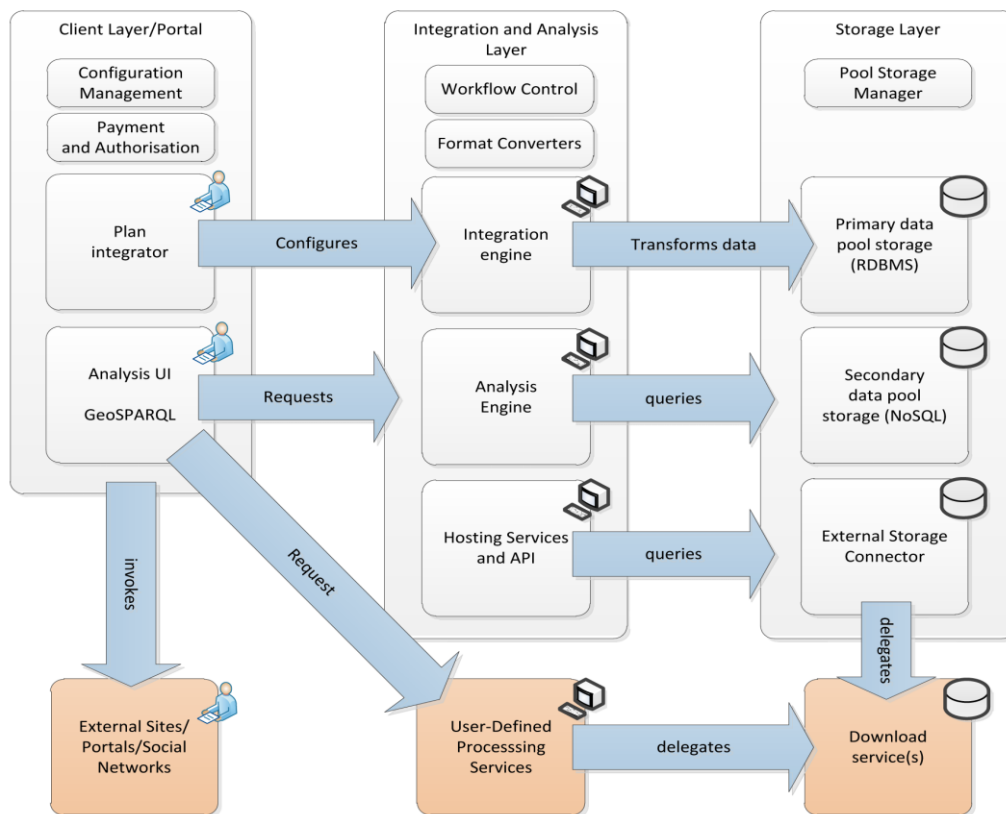 Client Layer/Portal
Configuration
Management
Payment
and Authorisation
Plan
integrator
Analysis UI
GeoSPARQL
Integration and Analysis
Layer
Workflow Control
Format Converters
Integration
engine
Analysis
Engine
Hosting Services
and API
Storage Layer
Pool Storage
Manager
Primary data
pool storage
(RDBMS)
Secondary
data pool
storage (NoSQL)
External Storage
Connector
Configures
Transforms data
Requests
queries
queries
invokes
Request
delegates
External Sites/
Portals/Social
Networks
User-Defined
Processsing
Services
delegates
Download
service(s)